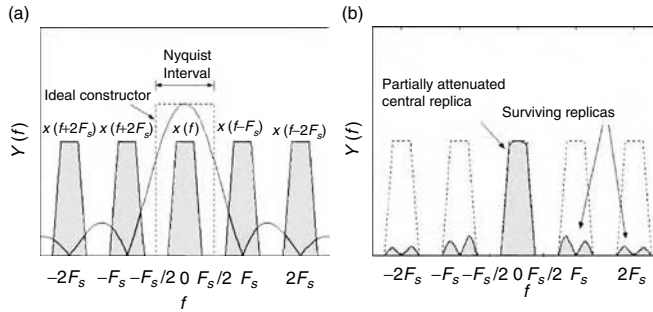 (a)
Nyquist
Interval
Ideal constructor
x(f+2Fₛ) x(f+2Fₛ) x(f) x(f−Fₛ) x(f−2Fₛ)
Y(f)
−2Fₛ −Fₛ −Fₛ/2 0 Fₛ/2 Fₛ 2Fₛ
f
(b)
Partially attenuated
central replica
Surviving replicas
Y(f)
−2Fₛ −Fₛ −Fₛ/2 0 Fₛ/2 Fₛ 2Fₛ
f